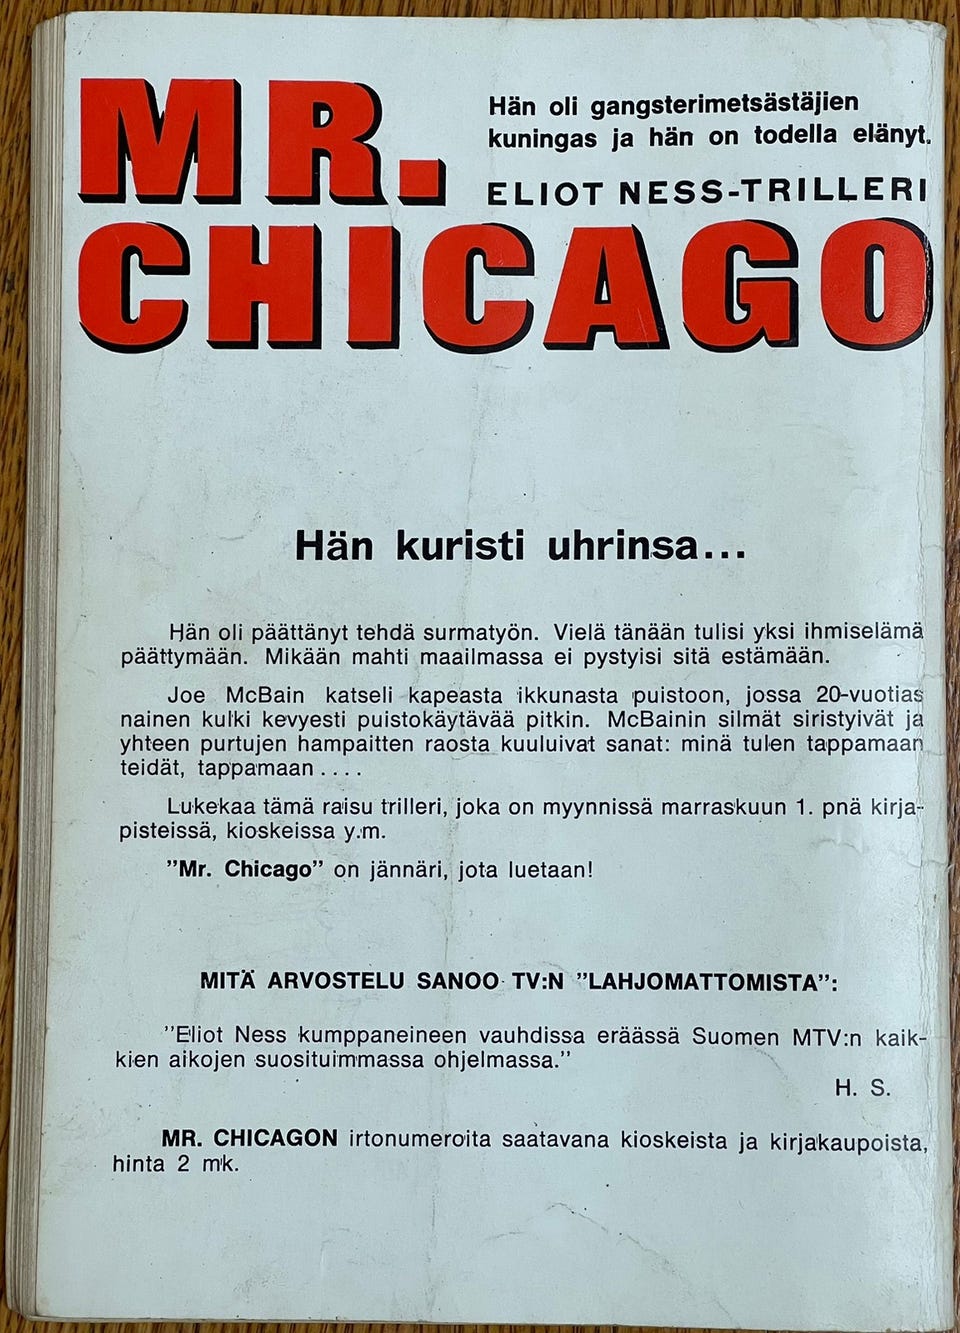 MR.
Hän oli gangsterimetsästäjien
kuningas ja hän on todella elänyt.
ELIOT NESS-TRILLERI
CHICAGO
Hän kuristi uhrinsa...
Hän oli päättänyt tehdä surmatyön. Vielä tänään tulisi yksi ihmiselämä
päättymään. Mikään mahti maailmassa ei pystyisi sitä estämään.
Joe McBain katseli kapeasta ikkunasta puistoon, jossa 20-vuotias
nainen kulki kevyesti puistokäytävää pitkin. McBainin silmät siristyivät ja
yhteen purtujen hampaitten raosta kuuluivat sanat: minä tulen tappamaan
teidät, tappamaan ....
Lukekaa tämä raisu trilleri, joka on myynnissä marraskuun 1. pnä kirja-
pisteissä, kioskeissa y.m.
"Mr. Chicago" on jännäri, jota luetaan!
MITÄ ARVOSTELU SANOO TV:N "LAHJOMATTOMISTA":
"Eliot Ness kumppaneineen vauhdissa eräässä Suomen MTV:n kaik-
kien aikojen suosituimmassa ohjelmassa."
H. S.
MR. CHICAGON irtonumeroita saatavana kioskeista ja kirjakaupoista,
hinta 2 mk.